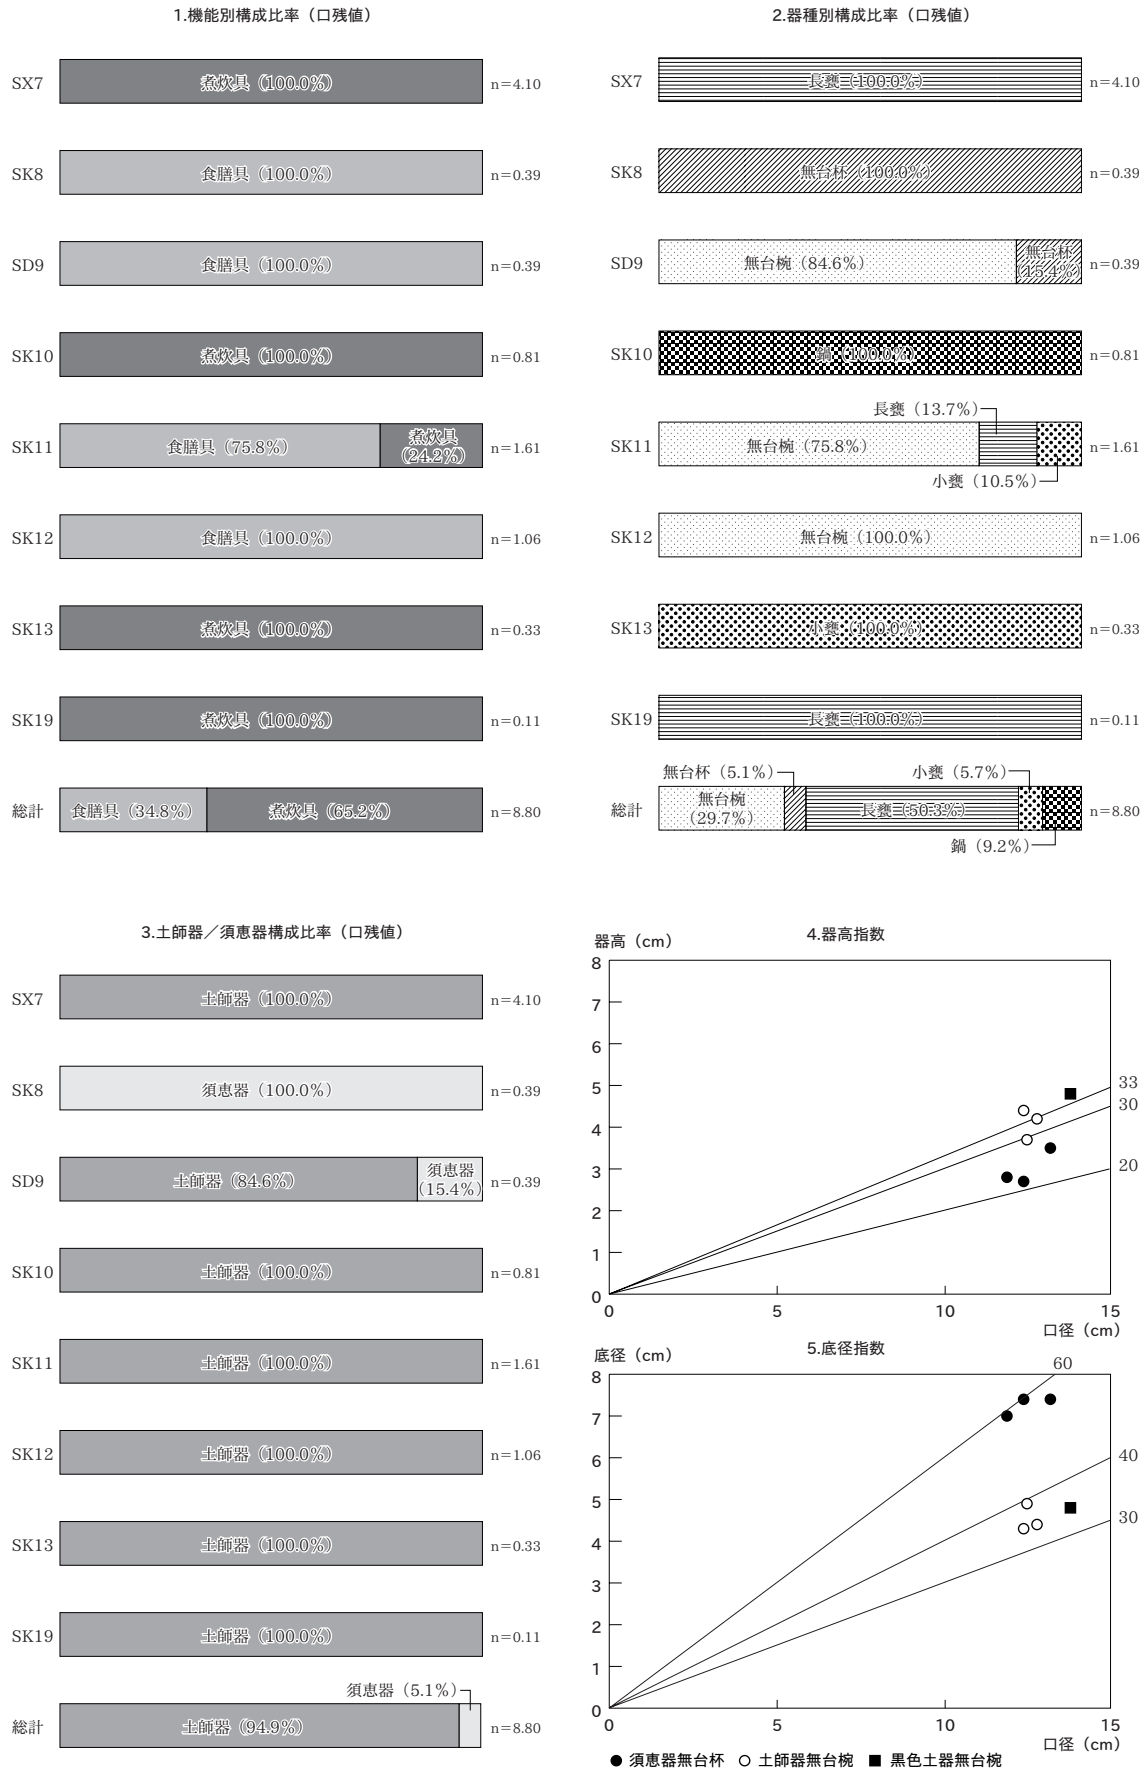 1.機能別構成比率（口残値）
SX7 煮炊具（100.0%） n=4.10
SK8 食膳具（100.0%） n=0.39
SD9 食膳具（100.0%） n=0.39
SK10 煮炊具（100.0%） n=0.81
SK11 食膳具（75.8%） 煮炊具（24.2%） n=1.61
SK12 食膳具（100.0%） n=1.06
SK13 煮炊具（100.0%） n=0.33
SK19 煮炊具（100.0%） n=0.11
総計 食膳具（34.8%） 煮炊具（65.2%） n=8.80
2.器種別構成比率（口残値）
SX7 長甕（100.0%） n=4.10
SK8 無台杯（100.0%） n=0.39
SD9 無台椀（84.6%） 無台杯（15.4%） n=0.39
SK10 鍋（100.0%） n=0.81
長甕（13.7%）
SK11 無台椀（75.8%） n=1.61
小甕（10.5%）
SK12 無台椀（100.0%） n=1.06
SK13 小甕（100.0%） n=0.33
SK19 長甕（100.0%） n=0.11
無台杯（5.1%） 小甕（5.7%）
総計 無台椀（29.7%） 長甕（50.3%） n=8.80
鍋（9.2%）
3.土師器／須恵器構成比率（口残値）
SX7 土師器（100.0%） n=4.10
SK8 須恵器（100.0%） n=0.39
SD9 土師器（84.6%） 須恵器（15.4%） n=0.39
SK10 土師器（100.0%） n=0.81
SK11 土師器（100.0%） n=1.61
SK12 土師器（100.0%） n=1.06
SK13 土師器（100.0%） n=0.33
SK19 土師器（100.0%） n=0.11
須恵器（5.1%）
総計 土師器（94.9%） n=8.80
4.器高指数
器高（cm）
8
7
6
5
4
3
2
1
0
33
30
20
0 5 10 15
口径（cm）
5.底径指数
底径（cm）
60
8
7
6
5
4
3
2
1
0
40
30
0 5 10 15
口径（cm）
● 須恵器無台杯 ○ 土師器無台椀 ■ 黒色土器無台椀